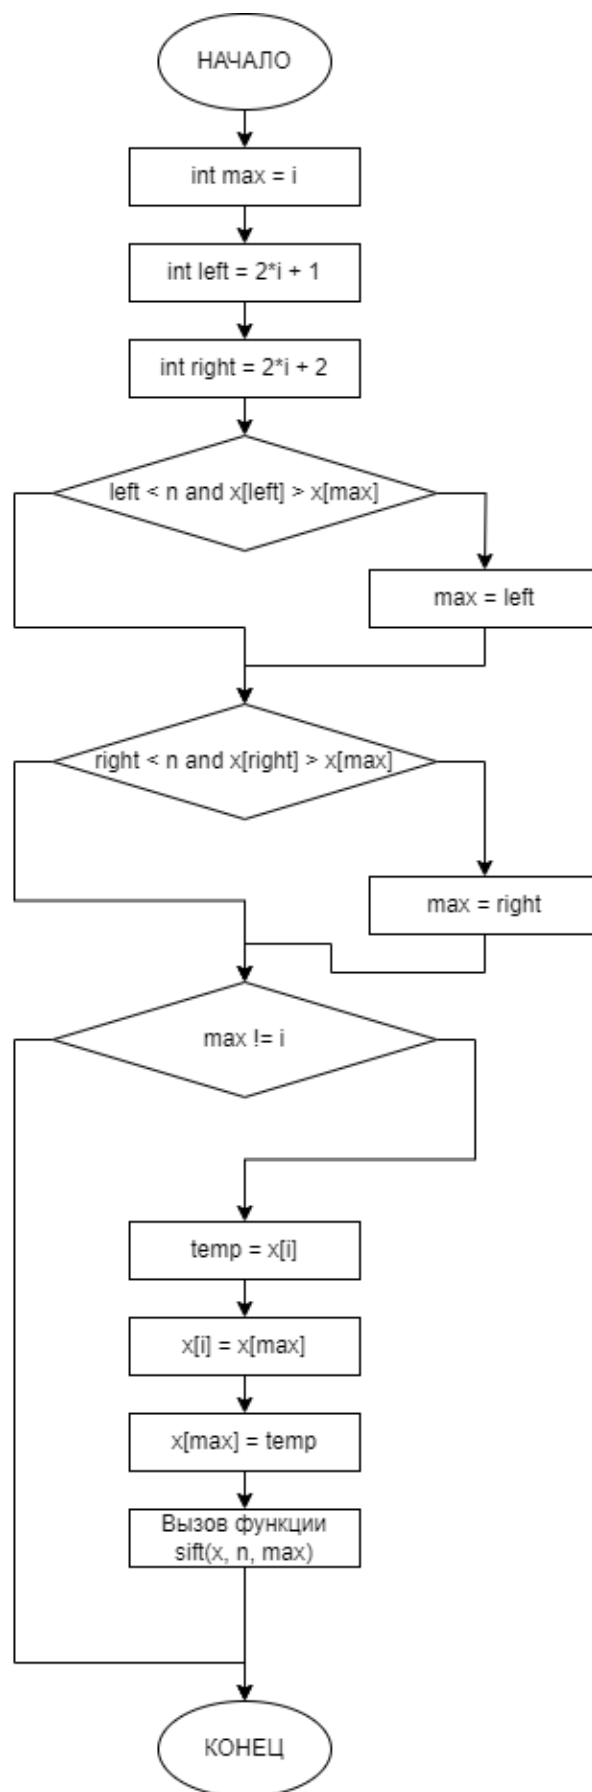 НАЧАЛО
int max = i
int left = 2*i + 1
int right = 2*i + 2
left < n and x[left] > x[max]
max = left
right < n and x[right] > x[max]
max = right
max != i
temp = x[i]
x[i] = x[max]
x[max] = temp
Вызов функции
sift(x, n, max)
КОНЕЦ